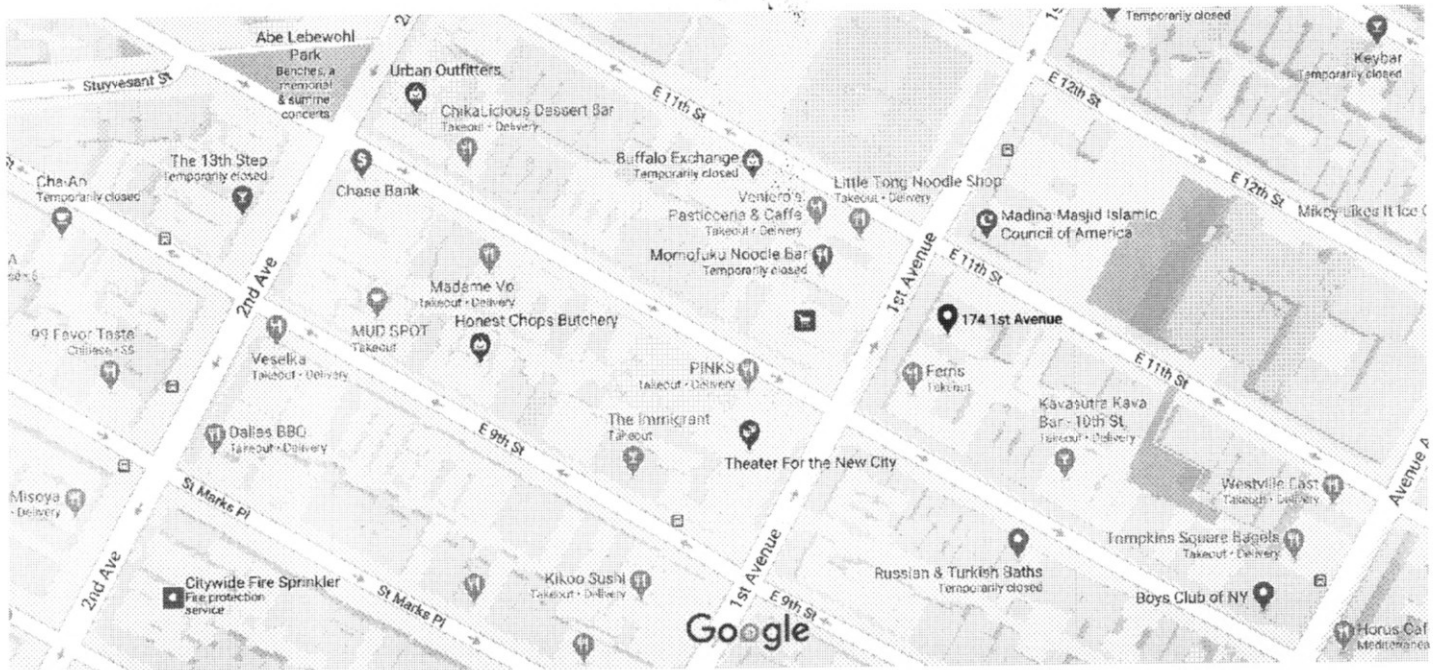 Temporarily closed
Keybar
Temporarily closed
Abe Lebewohl
Park
Benches, a
memorial
& summe
concerts
Stuyvesant St
Urban Outfitters
ChikaLicious Dessert Bar
Takeout • Delivery
E 11th St
E 12th St
The 13th Step
Temporarily closed
Chase Bank
Buffalo Exchange
Temporarily closed
Cha-An
Temporarily closed
Veniero's
Pasticceria & Caffe
Takeout • Delivery
Little Tong Noodle Shop
Takeout • Delivery
E 12th St
Mikey Likes It Ice C
Madina Masjid Islamic
Council of America
Momofuku Noodle Bar
Temporarily closed
E 11th St
2nd Ave
Madame Vo
Takeout • Delivery
1st Avenue
MUD SPOT
Takeout
Honest Chops Butchery
174 1st Avenue
99 Favor Taste
Chinese • $$
Veselka
Takeout • Delivery
PINKS
Takeout • Delivery
Ferns
Takeout
E 11th St
The Immigrant
Takeout
Kavasutra Kava
Bar - 10th St
Takeout • Delivery
Dallas BBQ
Takeout • Delivery
E 9th St
Theater For the New City
Westville East
Takeout • Delivery
Avenue A
Misoya
• Delivery
St Marks Pl
Tompkins Square Bagels
Takeout • Delivery
2nd Ave
Citywide Fire Sprinkler
Fire protection
service
St Marks Pl
Kikoo Sushi
Takeout • Delivery
1st Avenue
Russian & Turkish Baths
Temporarily closed
E 9th St
Boys Club of NY
Google
Horus Caf
Mediterranea